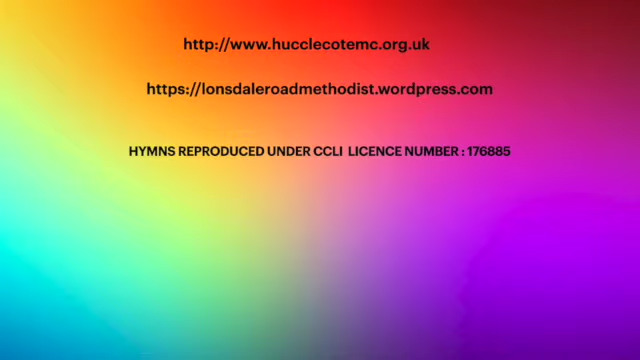 http://www.hucclecotemc.org.uk
https://lonsdaleroadmethodist.wordpress.com
HYMNS REPRODUCED UNDER CCLI LICENCE NUMBER : 176885